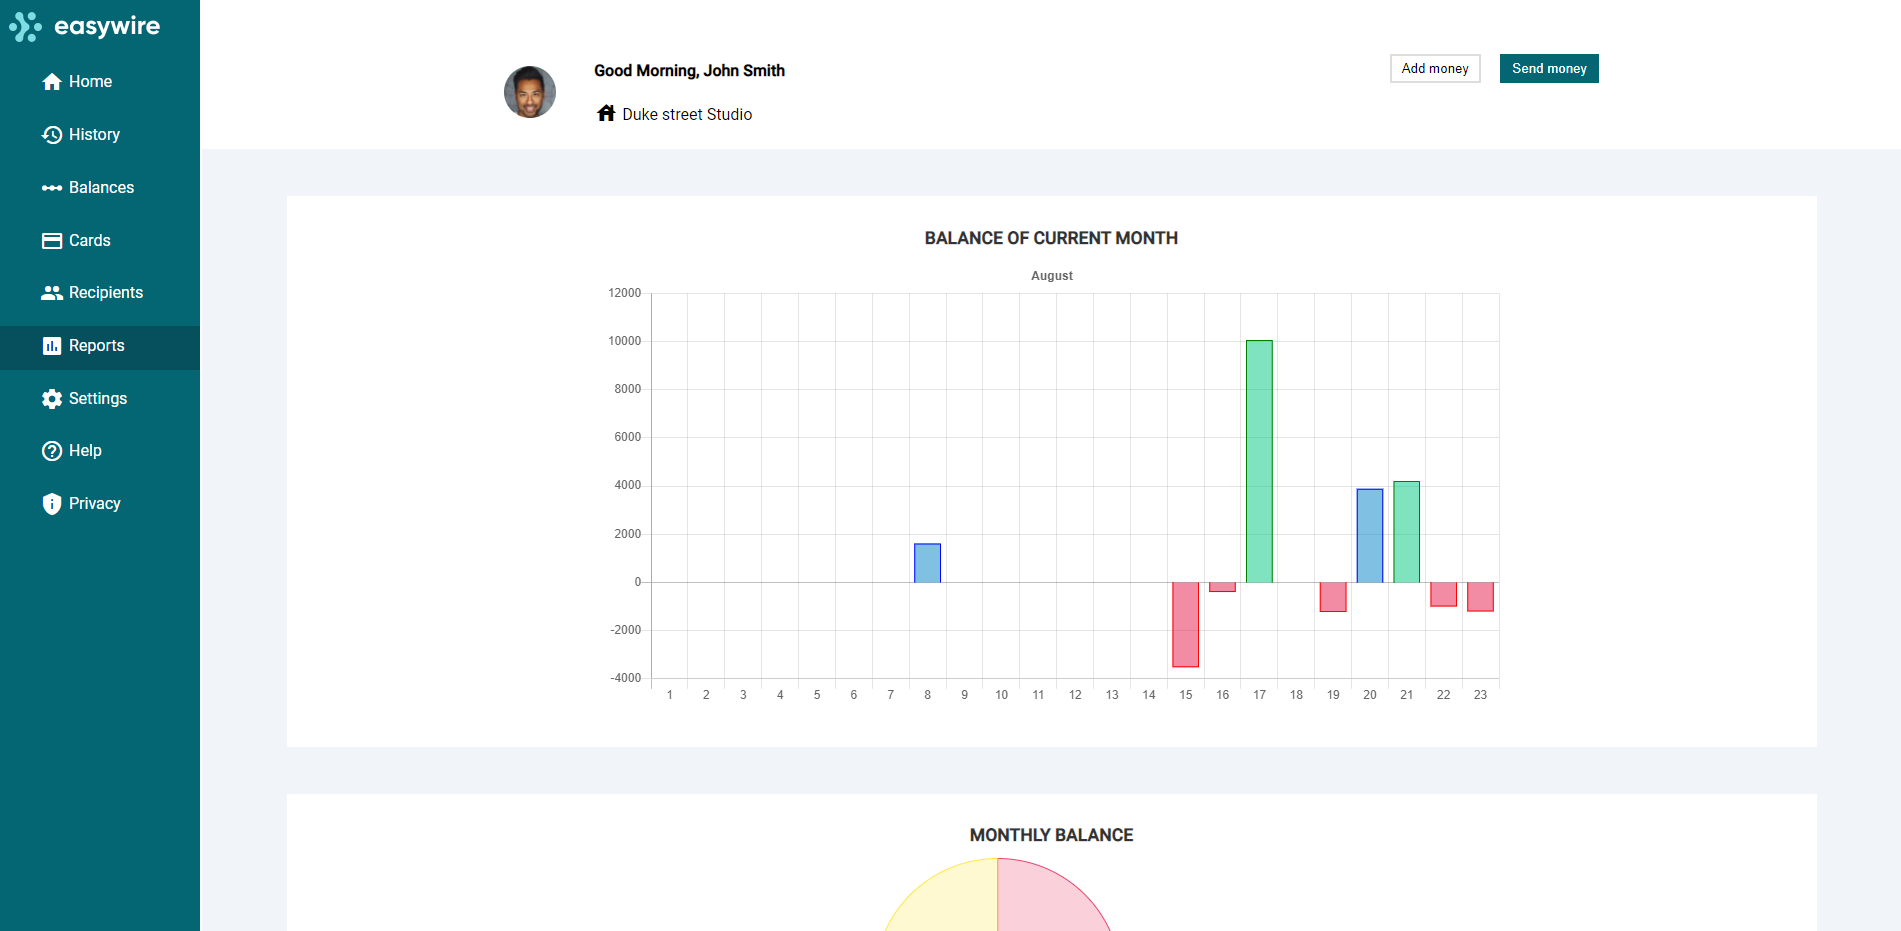 easywire
Home
History
Balances
Cards
Recipients
Reports
Settings
Help
Privacy
Good Morning, John Smith
Duke street Studio
Add money
Send money
BALANCE OF CURRENT MONTH
August
12000
10000
8000
6000
4000
2000
0
-2000
-4000
1 2 3 4 5 6 7 8 9 10 11 12 13 14 15 16 17 18 19 20 21 22 23
MONTHLY BALANCE